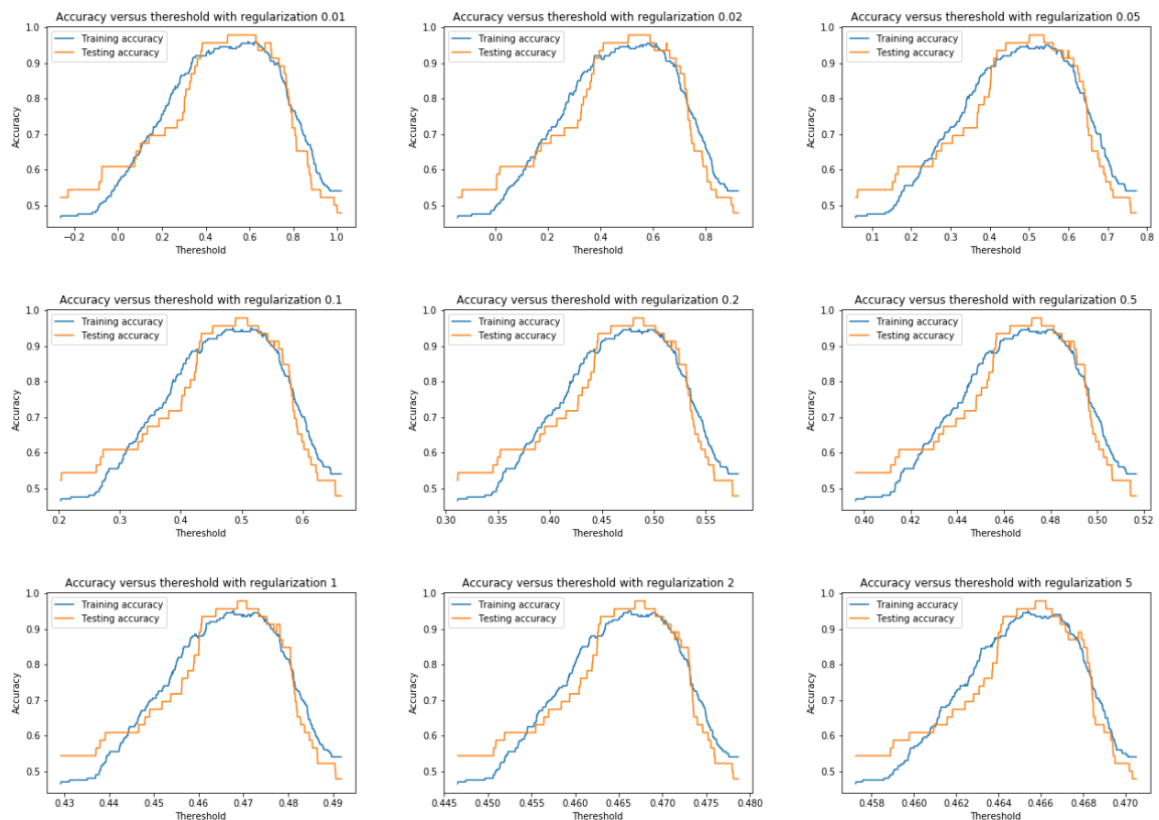 Accuracy versus thereshold with regularization 0.01
Training accuracy
Testing accuracy
Accuracy
1.0
0.9
0.8
0.7
0.6
0.5
−0.2 0.0 0.2 0.4 0.6 0.8 1.0
Thereshold
Accuracy versus thereshold with regularization 0.02
Training accuracy
Testing accuracy
Accuracy
1.0
0.9
0.8
0.7
0.6
0.5
0.0 0.2 0.4 0.6 0.8
Thereshold
Accuracy versus thereshold with regularization 0.05
Training accuracy
Testing accuracy
Accuracy
1.0
0.9
0.8
0.7
0.6
0.5
0.1 0.2 0.3 0.4 0.5 0.6 0.7 0.8
Thereshold
Accuracy versus thereshold with regularization 0.1
Training accuracy
Testing accuracy
Accuracy
1.0
0.9
0.8
0.7
0.6
0.5
0.2 0.3 0.4 0.5 0.6
Thereshold
Accuracy versus thereshold with regularization 0.2
Training accuracy
Testing accuracy
Accuracy
1.0
0.9
0.8
0.7
0.6
0.5
0.30 0.35 0.40 0.45 0.50 0.55
Thereshold
Accuracy versus thereshold with regularization 0.5
Training accuracy
Testing accuracy
Accuracy
1.0
0.9
0.8
0.7
0.6
0.5
0.40 0.42 0.44 0.46 0.48 0.50 0.52
Thereshold
Accuracy versus thereshold with regularization 1
Training accuracy
Testing accuracy
Accuracy
1.0
0.9
0.8
0.7
0.6
0.5
0.43 0.44 0.45 0.46 0.47 0.48 0.49
Thereshold
Accuracy versus thereshold with regularization 2
Training accuracy
Testing accuracy
Accuracy
1.0
0.9
0.8
0.7
0.6
0.5
0.445 0.450 0.455 0.460 0.465 0.470 0.475 0.480
Thereshold
Accuracy versus thereshold with regularization 5
Training accuracy
Testing accuracy
Accuracy
1.0
0.9
0.8
0.7
0.6
0.5
0.458 0.460 0.462 0.464 0.466 0.468 0.470
Thereshold